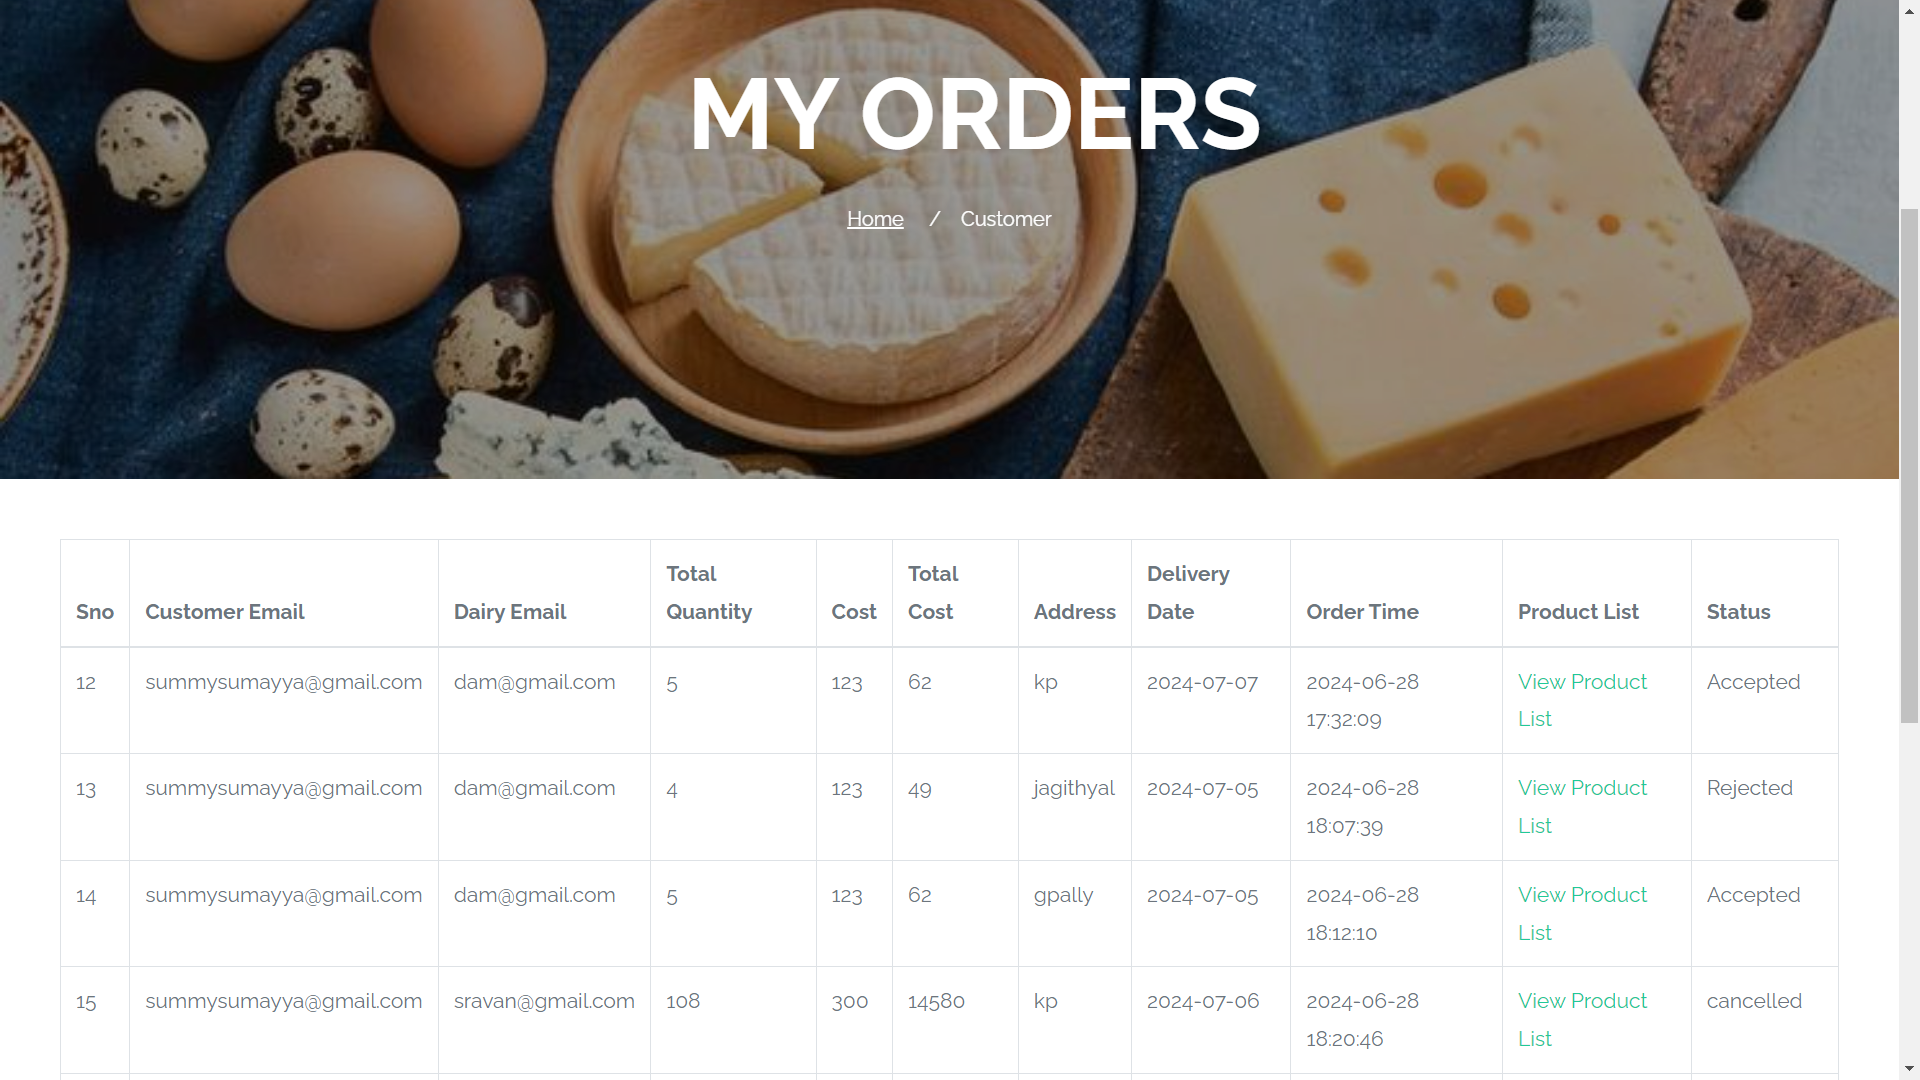 MY ORDERS
Home / Customer
Sno Customer Email Dairy Email Total Quantity Cost Total Cost Address Delivery Date Order Time Product List Status
12 summysumayya@gmail.com dam@gmail.com 5 123 62 kp 2024-07-07 2024-06-28 17:32:09 View Product List Accepted
13 summysumayya@gmail.com dam@gmail.com 4 123 49 jagithyal 2024-07-05 2024-06-28 18:07:39 View Product List Rejected
14 summysumayya@gmail.com dam@gmail.com 5 123 62 gpally 2024-07-05 2024-06-28 18:12:10 View Product List Accepted
15 summysumayya@gmail.com sravan@gmail.com 108 300 14580 kp 2024-07-06 2024-06-28 18:20:46 View Product List cancelled